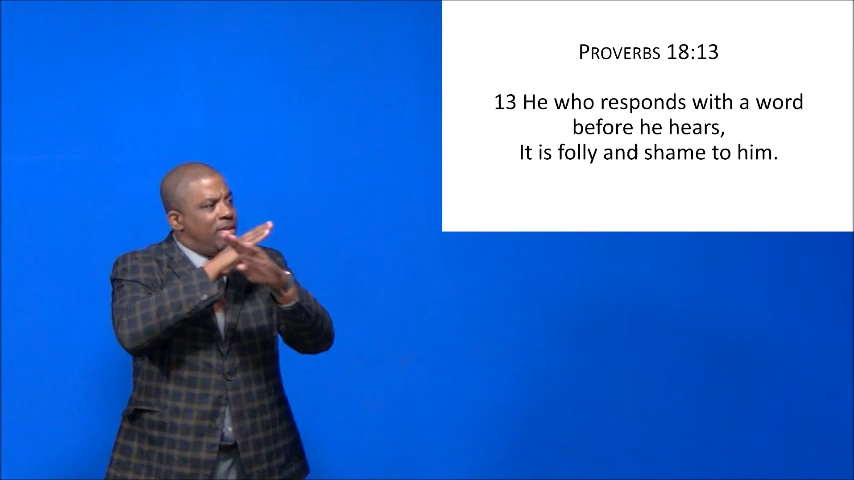 PROVERBS 18:13
13 He who responds with a word
before he hears,
It is folly and shame to him.